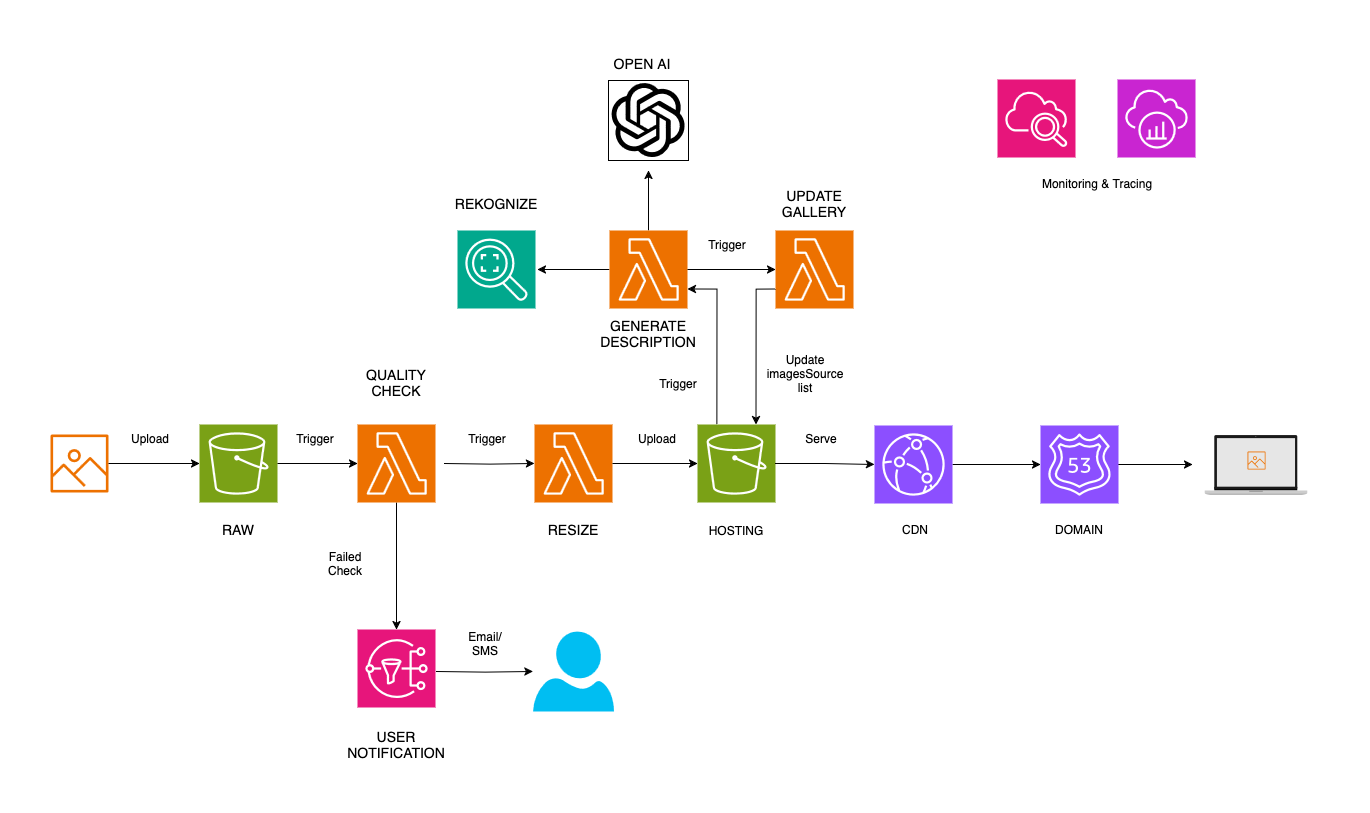 OPEN AI
Monitoring & Tracing
REKOGNIZE
UPDATE
GALLERY
Trigger
GENERATE
DESCRIPTION
Update
imagesSource
list
Trigger
QUALITY
CHECK
Upload
Trigger
Trigger
Upload
Serve
53
RAW
RESIZE
HOSTING
CDN
DOMAIN
Failed
Check
Email/
SMS
USER
NOTIFICATION